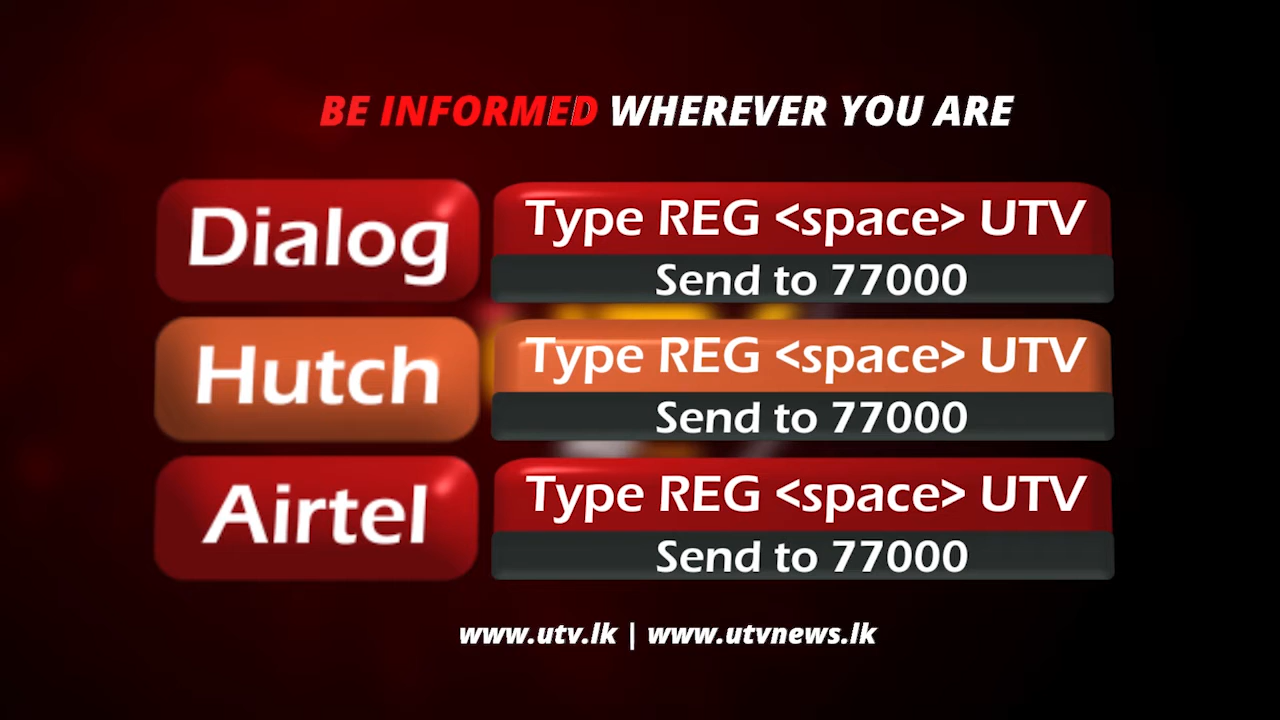 BE INFORMED WHEREVER YOU ARE
Dialog
Type REG <space> UTV
Send to 77000
Hutch
Type REG <space> UTV
Send to 77000
Airtel
Type REG <space> UTV
Send to 77000
www.utv.lk | www.utvnews.lk